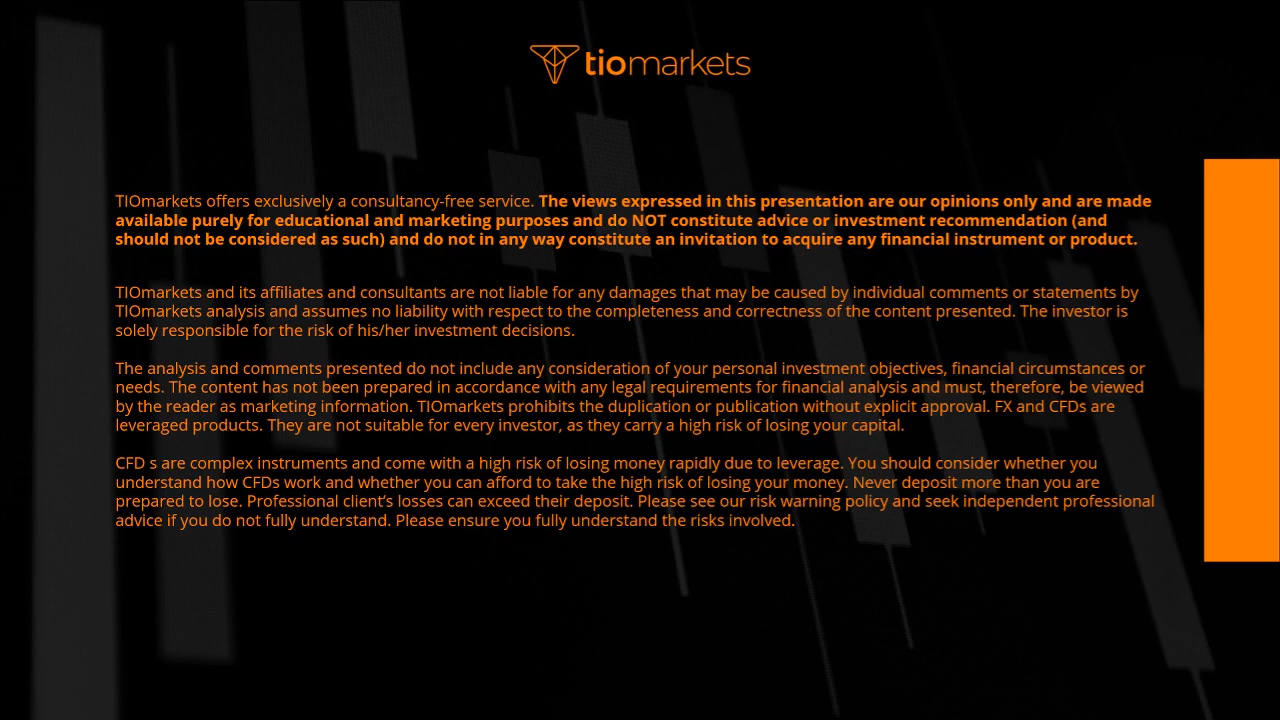 tiomarkets
TIOmarkets offers exclusively a consultancy-free service. The views expressed in this presentation are our opinions only and are made
available purely for educational and marketing purposes and do NOT constitute advice or investment recommendation (and
should not be considered as such) and do not in any way constitute an invitation to acquire any financial instrument or product.
TIOmarkets and its affiliates and consultants are not liable for any damages that may be caused by individual comments or statements by
TIOmarkets analysis and assumes no liability with respect to the completeness and correctness of the content presented. The investor is
solely responsible for the risk of his/her investment decisions.
The analysis and comments presented do not include any consideration of your personal investment objectives, financial circumstances or
needs. The content has not been prepared in accordance with any legal requirements for financial analysis and must, therefore, be viewed
by the reader as marketing information. TIOmarkets prohibits the duplication or publication without explicit approval. FX and CFDs are
leveraged products. They are not suitable for every investor, as they carry a high risk of losing your capital.
CFD s are complex instruments and come with a high risk of losing money rapidly due to leverage. You should consider whether you
understand how CFDs work and whether you can afford to take the high risk of losing your money. Never deposit more than you are
prepared to lose. Professional client’s losses can exceed their deposit. Please see our risk warning policy and seek independent professional
advice if you do not fully understand. Please ensure you fully understand the risks involved.